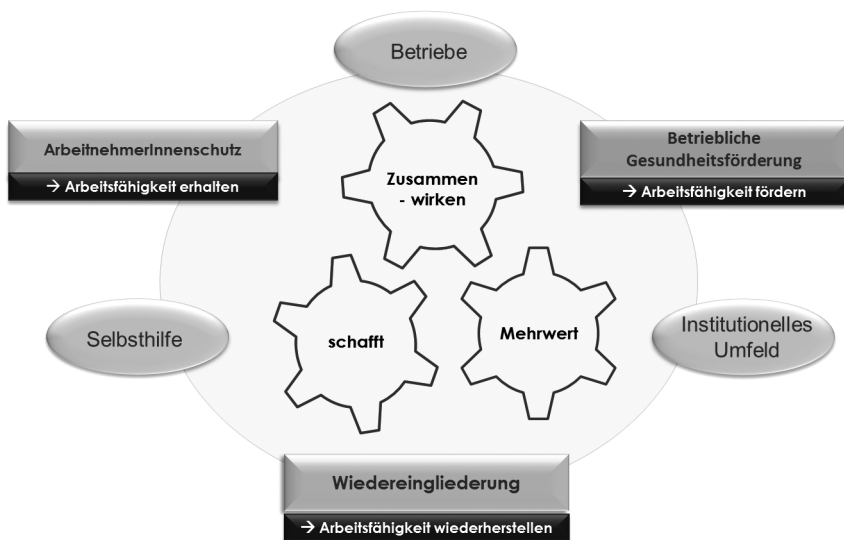 Betriebe
ArbeitnehmerInnenschutz
→ Arbeitsfähigkeit erhalten
Betriebliche
Gesundheitsförderung
→ Arbeitsfähigkeit fördern
Zusammen
- wirken
schafft
Mehrwert
Selbsthilfe
Institutionelles
Umfeld
Wiedereingliederung
→ Arbeitsfähigkeit wiederherstellen